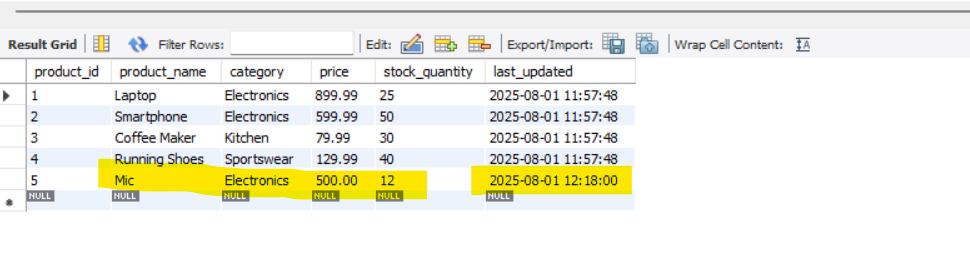 Result Grid Filter Rows: Edit: Export/Import: Wrap Cell Content: IA
product_id product_name category price stock_quantity last_updated
1 Laptop Electronics 899.99 25 2025-08-01 11:57:48
2 Smartphone Electronics 599.99 50 2025-08-01 11:57:48
3 Coffee Maker Kitchen 79.99 30 2025-08-01 11:57:48
4 Running Shoes Sportswear 129.99 40 2025-08-01 11:57:48
5 Mic Electronics 500.00 12 2025-08-01 12:18:00
NULL NULL NULL NULL NULL NULL